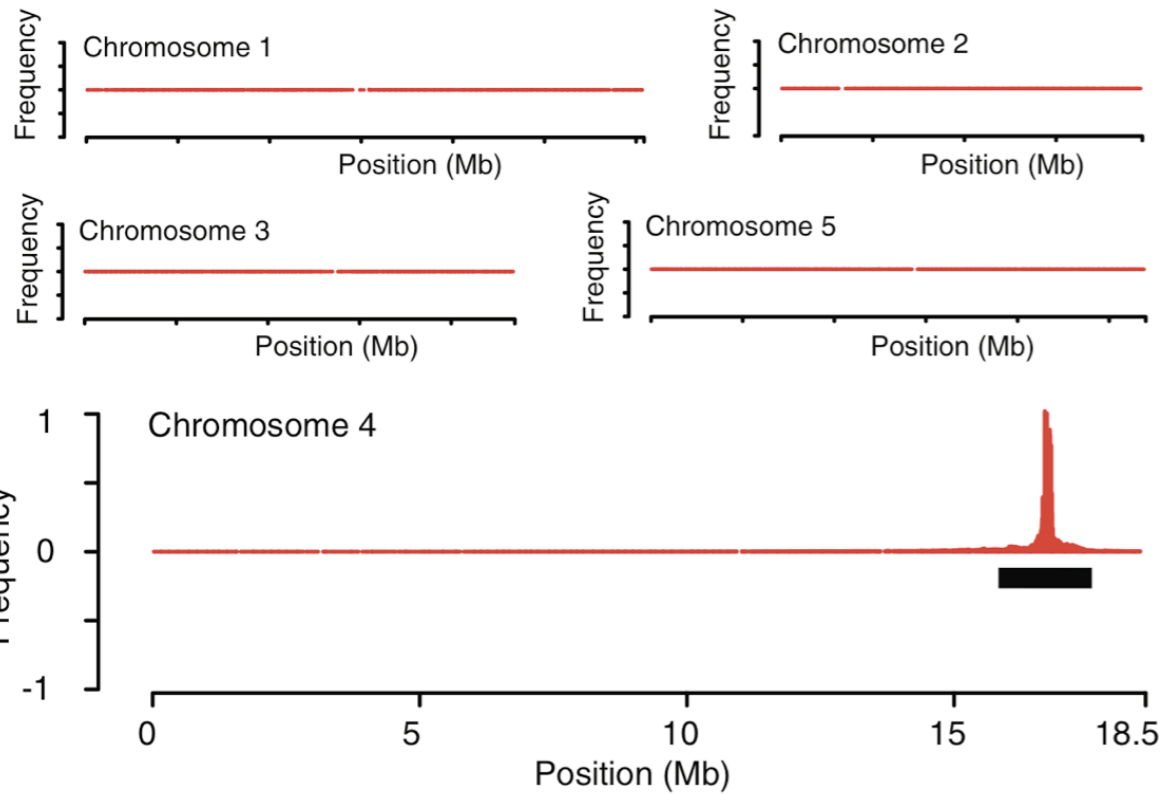 Frequency
Chromosome 1
Position (Mb)
Frequency
Chromosome 2
Position (Mb)
Frequency
Chromosome 3
Position (Mb)
Frequency
Chromosome 5
Position (Mb)
Chromosome 4
1
0
-1
0 5 10 15 18.5
Position (Mb)